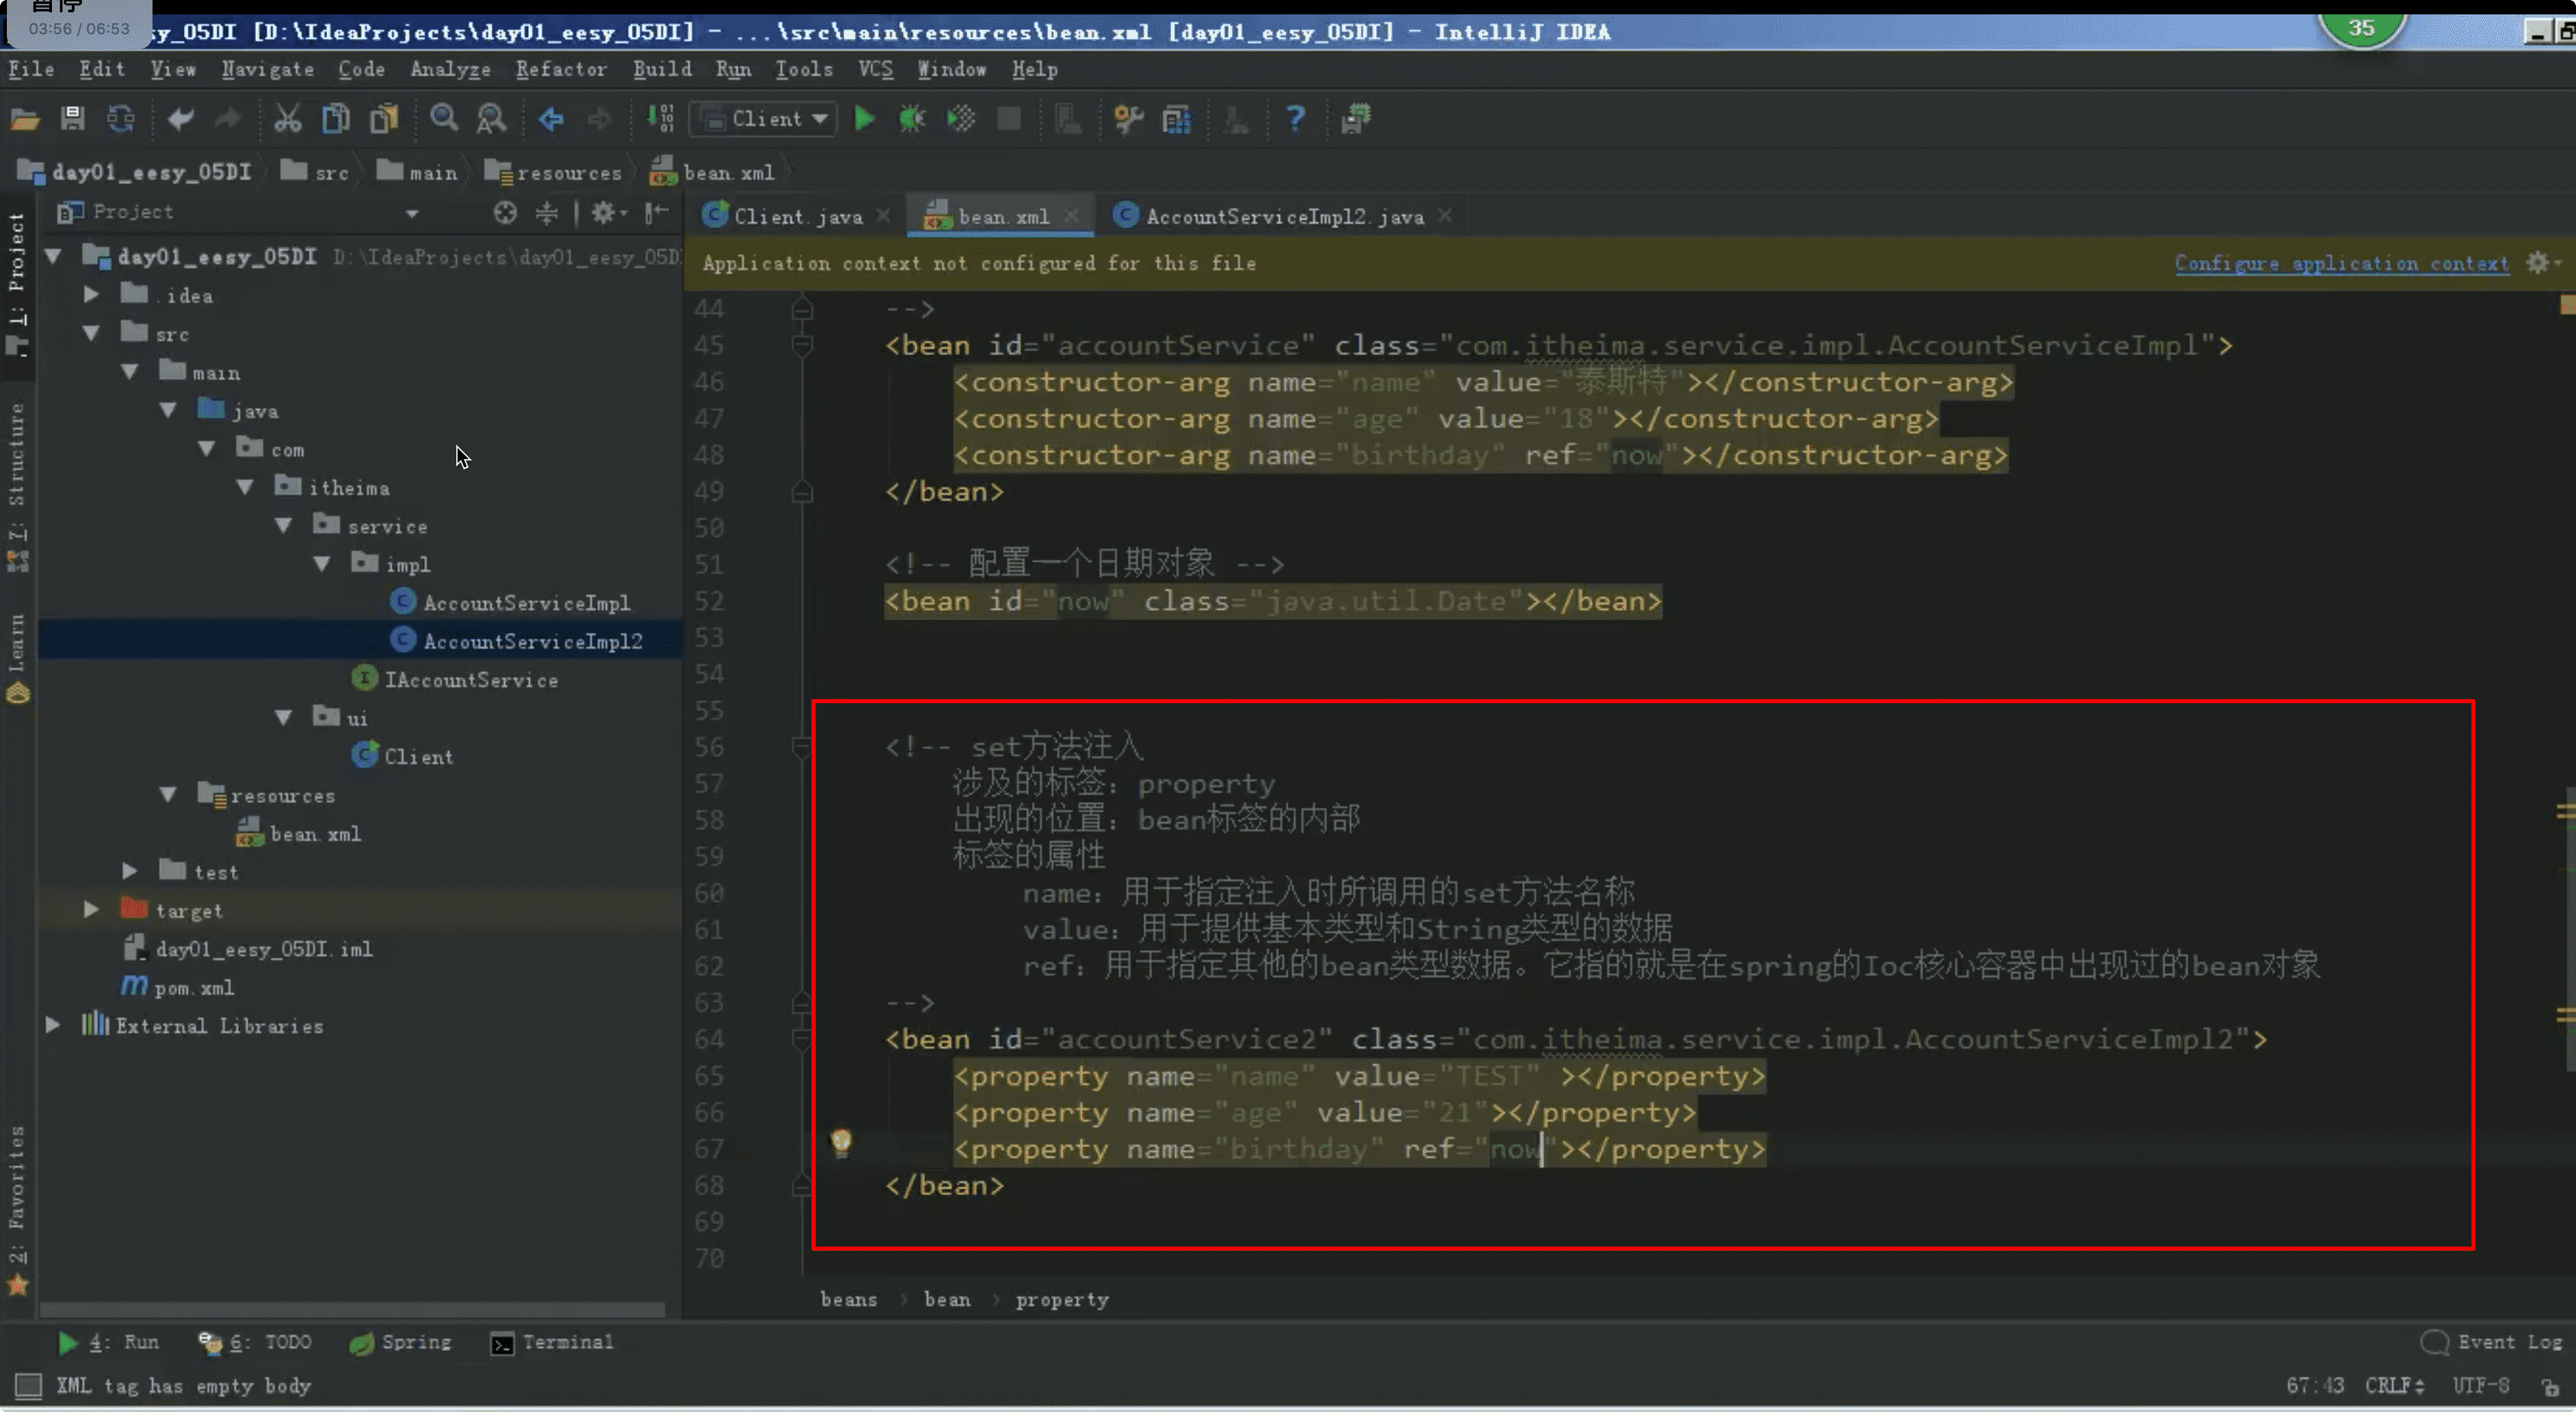 暂停
03:56 / 06:53
sy_05DI [D:\IdeaProjects\day01_eesy_05DI] - ...\src\main\resources\bean.xml [day01_eesy_05DI] - IntelliJ IDEA
35
File Edit View Navigate Code Analyze Refactor Build Run Tools VCS Window Help
Client
day01_eesy_05DI src main resources bean.xml
Project
Client.java bean.xml AccountServiceImpl2.java
Application context not configured for this file Configure application context
1: Project
7: Structure
Learn
2: Favorites
day01_eesy_05DI D:\IdeaProjects\day01_eesy_05D
.idea
src
main
java
com
itheima
service
impl
AccountServiceImpl
AccountServiceImpl2
IAccountService
ui
Client
resources
bean.xml
test
target
day01_eesy_05DI.iml
pom.xml
External Libraries
44 -->
45 <bean id="accountService" class="com.itheima.service.impl.AccountServiceImpl">
46 <constructor-arg name="name" value="泰斯特"></constructor-arg>
47 <constructor-arg name="age" value="18"></constructor-arg>
48 <constructor-arg name="birthday" ref="now"></constructor-arg>
49 </bean>
50
51 <!-- 配置一个日期对象 -->
52 <bean id="now" class="java.util.Date"></bean>
53
54
55
56 <!-- set方法注入
57 涉及的标签：property
58 出现的位置：bean标签的内部
59 标签的属性
60 name：用于指定注入时所调用的set方法名称
61 value：用于提供基本类型和String类型的数据
62 ref：用于指定其他的bean类型数据。它指的就是在spring的Ioc核心容器中出现过的bean对象
63 -->
64 <bean id="accountService2" class="com.itheima.service.impl.AccountServiceImpl2">
65 <property name="name" value="TEST" ></property>
66 <property name="age" value="21"></property>
67 <property name="birthday" ref="now"></property>
68 </bean>
69
70
beans bean property
4: Run 6: TODO Spring Terminal Event Log
XML tag has empty body 67:43 CRLF UTF-8